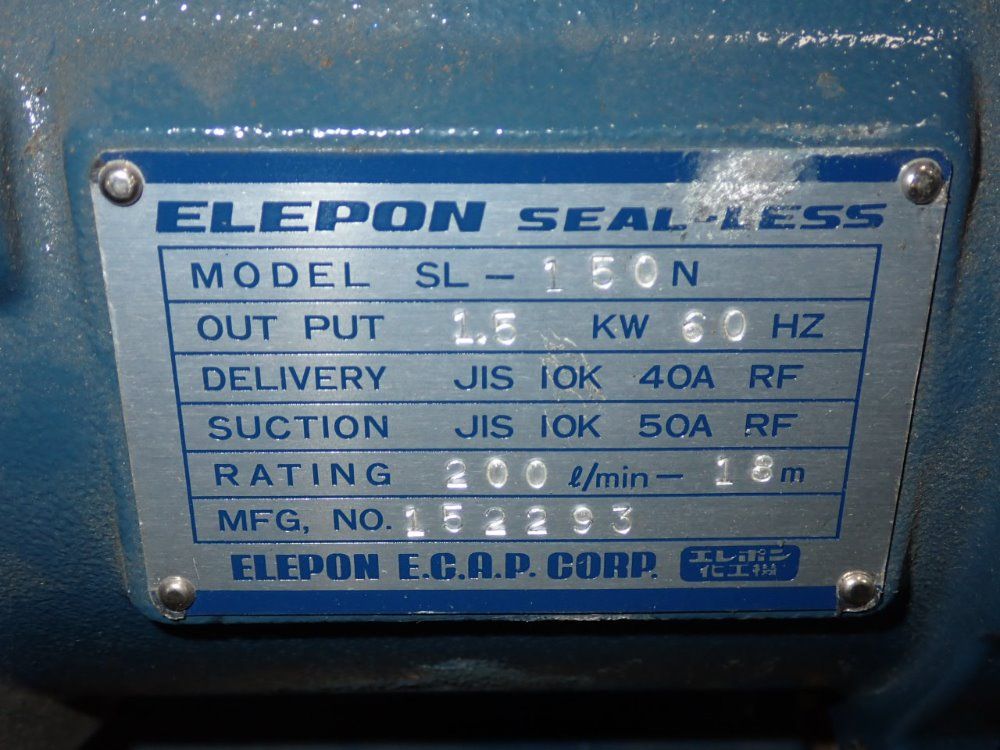 ELEPON SEAL-LESS
MODEL SL-150N
OUT PUT 1.5 KW 60 HZ
DELIVERY JIS 10K 40A RF
SUCTION JIS 10K 50A RF
RATING 200 ℓ/min- 18m
MFG, NO. 152293
ELEPON E.C.A.P. CORP. エレポン
化工機